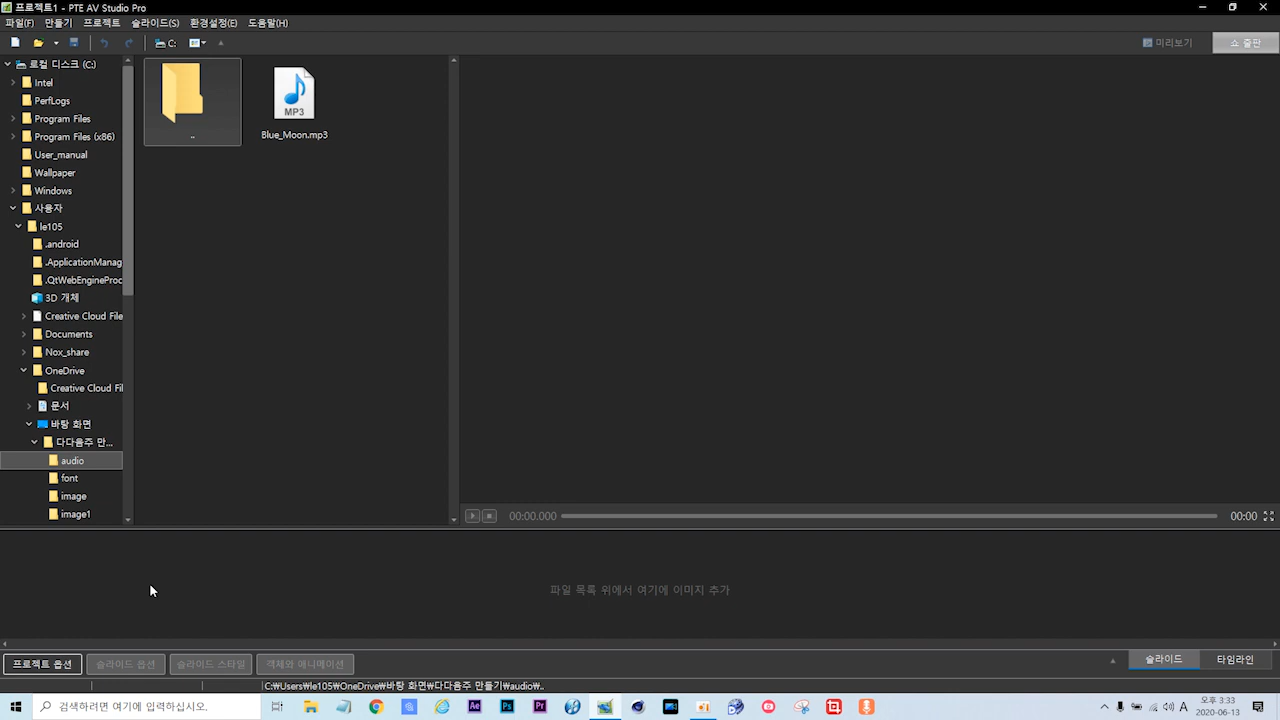 프로젝트1 - PTE AV Studio Pro
파일(F) 만들기 프로젝트 슬라이드(S) 환경설정(E) 도움말(H)
C: 미리보기 쇼 출판
로컬 디스크 (C:)
Intel
PerfLogs
Program Files
Program Files (x86)
User_manual
Wallpaper
Windows
사용자
le105
.android
.ApplicationManag
.QtWebEngineProc
3D 개체
Creative Cloud File
Documents
Nox_share
OneDrive
Creative Cloud Fil
문서
바탕 화면
다다음주 만...
audio
font
image
image1
..
MP3
Blue_Moon.mp3
00:00.000 00:00
파일 목록 위에서 여기에 이미지 추가
프로젝트 옵션 슬라이드 옵션 슬라이드 스타일 객체와 애니메이션 슬라이드 타임라인
C:₩Users₩le105₩OneDrive₩바탕 화면₩다다음주 만들기₩audio₩..
검색하려면 여기에 입력하십시오.
Ae Ps Pr
A 오후 3:33
2020-06-13